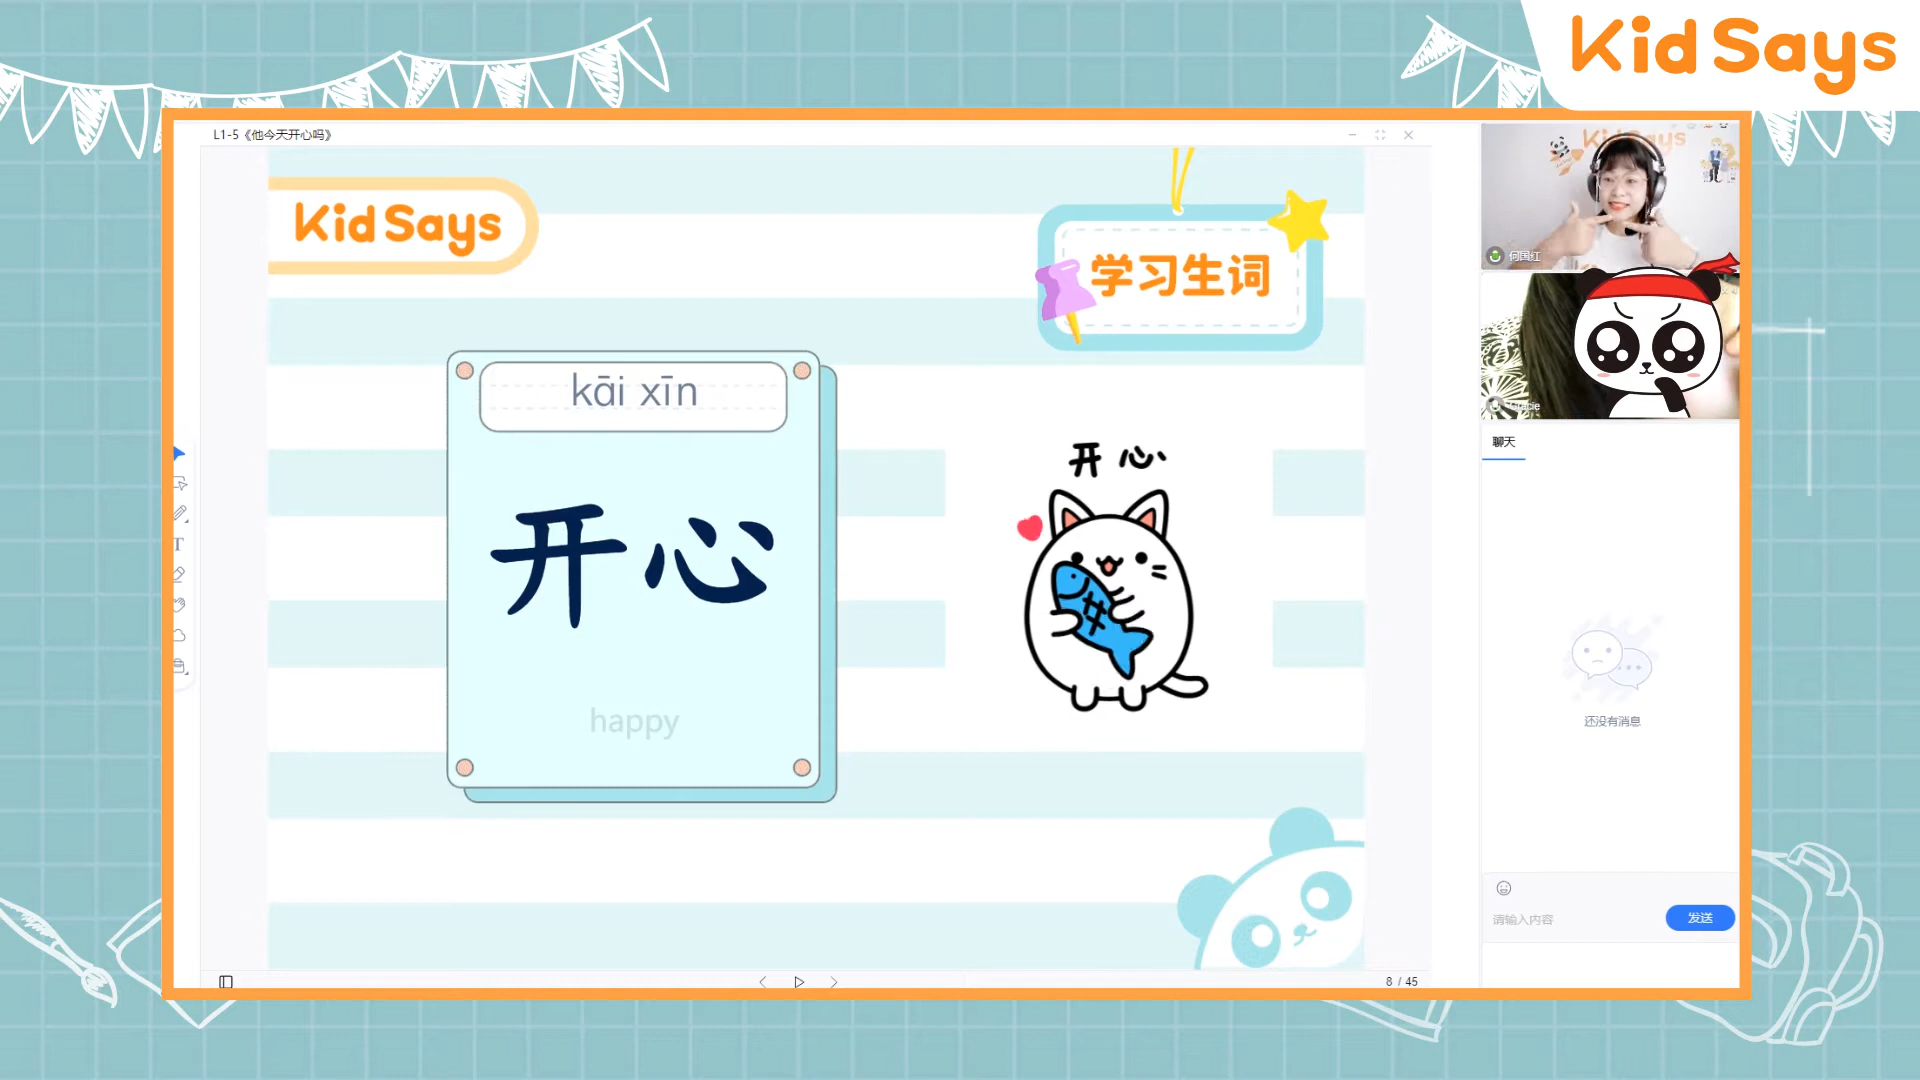 Kid Says
L1-5《他今天开心吗》
Kid Says
学习生词
kāi xīn
开心
happy
开心
Kid Says
何国红
聊天
还没有消息
请输入内容
发送
8 / 45